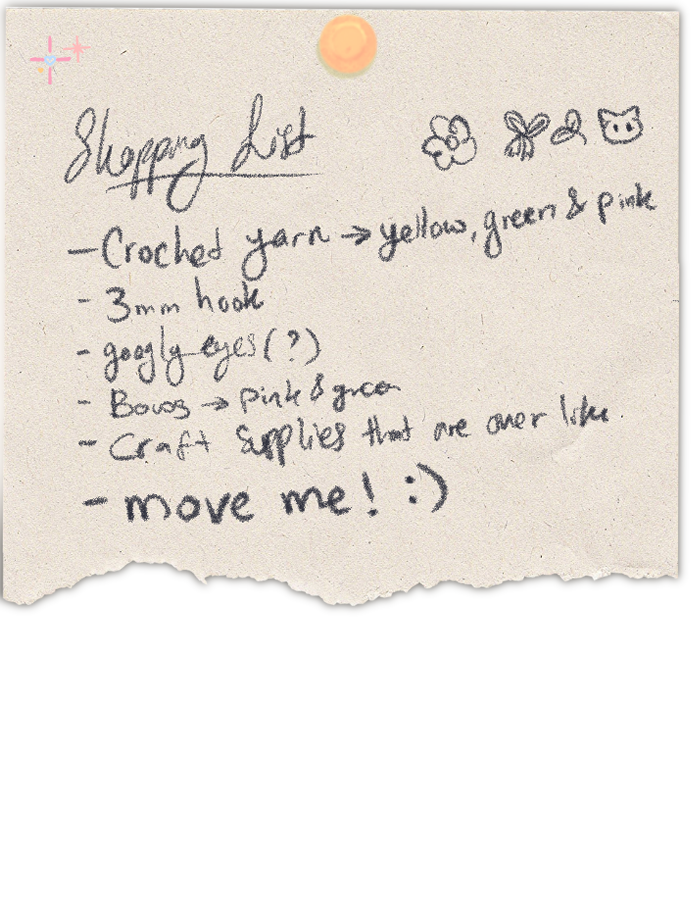 Shopping List
- Crochet yarn → yellow, green & pink
- 3mm hook
- googly eyes (?)
- Bows → pink & green
- Craft Supplies that are over like
- move me! :)